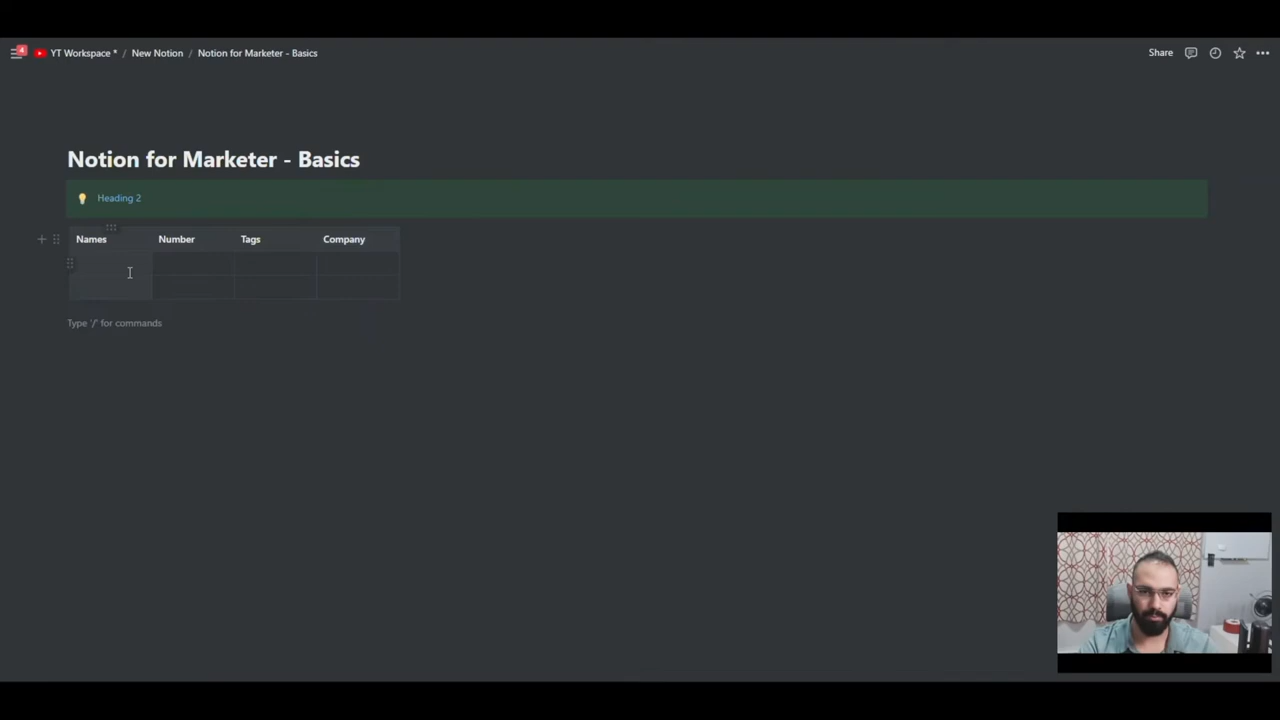 4
YT Workspace * / New Notion / Notion for Marketer - Basics
Share
Notion for Marketer - Basics
Heading 2
Names Number Tags Company
Type '/' for commands